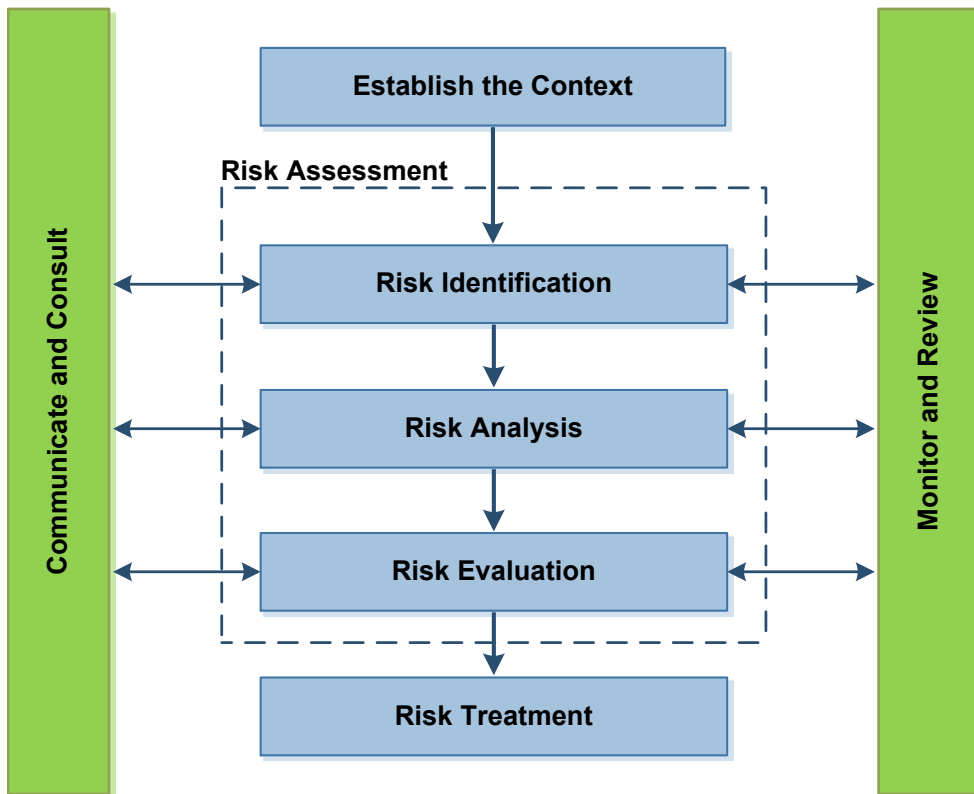 Establish the Context
Risk Assessment
Risk Identification
Risk Analysis
Risk Evaluation
Risk Treatment
Communicate and Consult
Monitor and Review